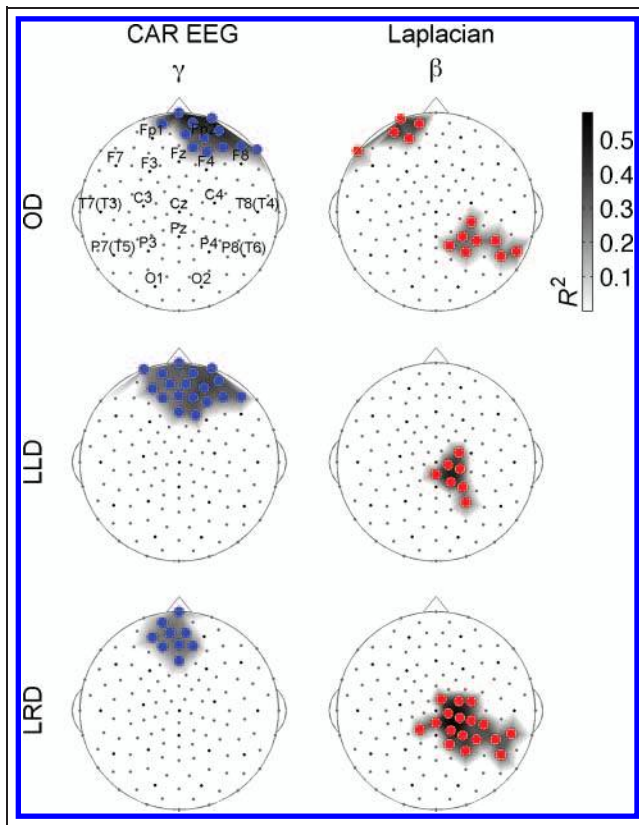 CAR EEG Laplacian
γ β
Fp1 Fpz
F7 F3 Fz F4 F8
T7(T3) C3 Cz C4 T8(T4)
Pz
P7(T5) P3 P4 P8(T6)
O1 O2
OD
0.5
0.4
0.3
0.2
0.1
R²
LLD
LRD